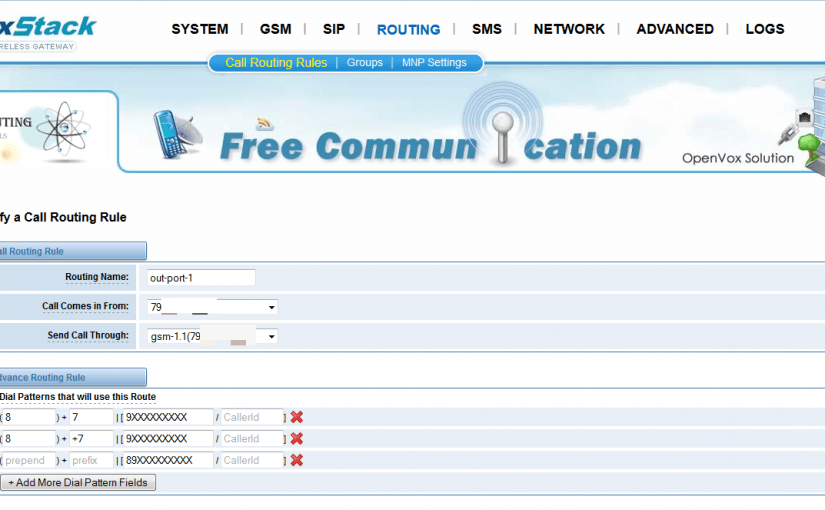 xStack
SYSTEM | GSM | SIP | ROUTING | SMS | NETWORK | ADVANCED | LOGS
RELESS GATEWAY
Call Routing Rules | Groups | MNP Settings
TING
LS
Free Commun cation
OpenVox Solution
fy a Call Routing Rule
all Routing Rule
Routing Name: out-port-1
Call Comes in From: 79
Send Call Through: gsm-1.1(79
dvance Routing Rule
Dial Patterns that will use this Route
( 8 ) + 7 | [ 9XXXXXXXXX / CallerId ]
( 8 ) + +7 | [ 9XXXXXXXXX / CallerId ]
( prepend ) + prefix | [ 89XXXXXXXXX / CallerId ]
+ Add More Dial Pattern Fields